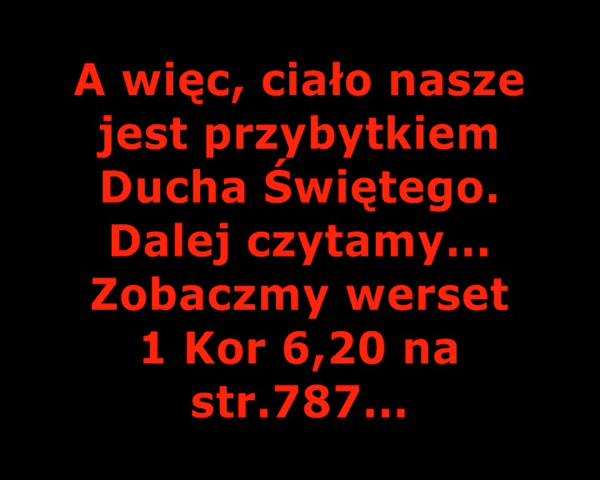 A więc, ciało nasze
jest przybytkiem
Ducha Świętego.
Dalej czytamy...
Zobaczmy werset
1 Kor 6,20 na
str.787...